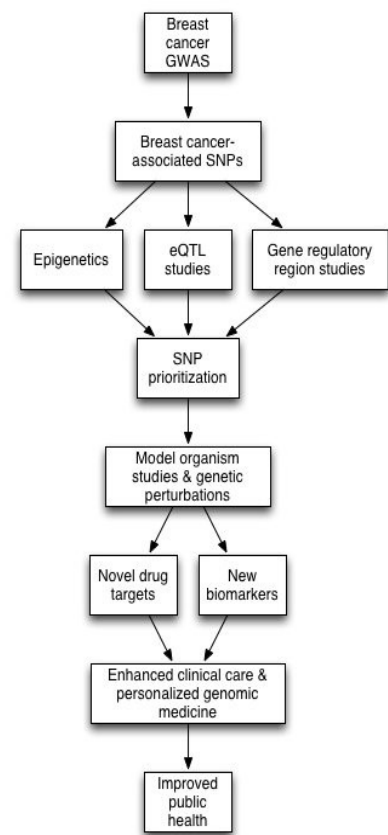 Breast
cancer
GWAS
Breast cancer-
associated SNPs
Epigenetics
eQTL
studies
Gene regulatory
region studies
SNP
prioritization
Model organism
studies & genetic
perturbations
Novel drug
targets
New
biomarkers
Enhanced clinical care &
personalized genomic
medicine
Improved
public
health